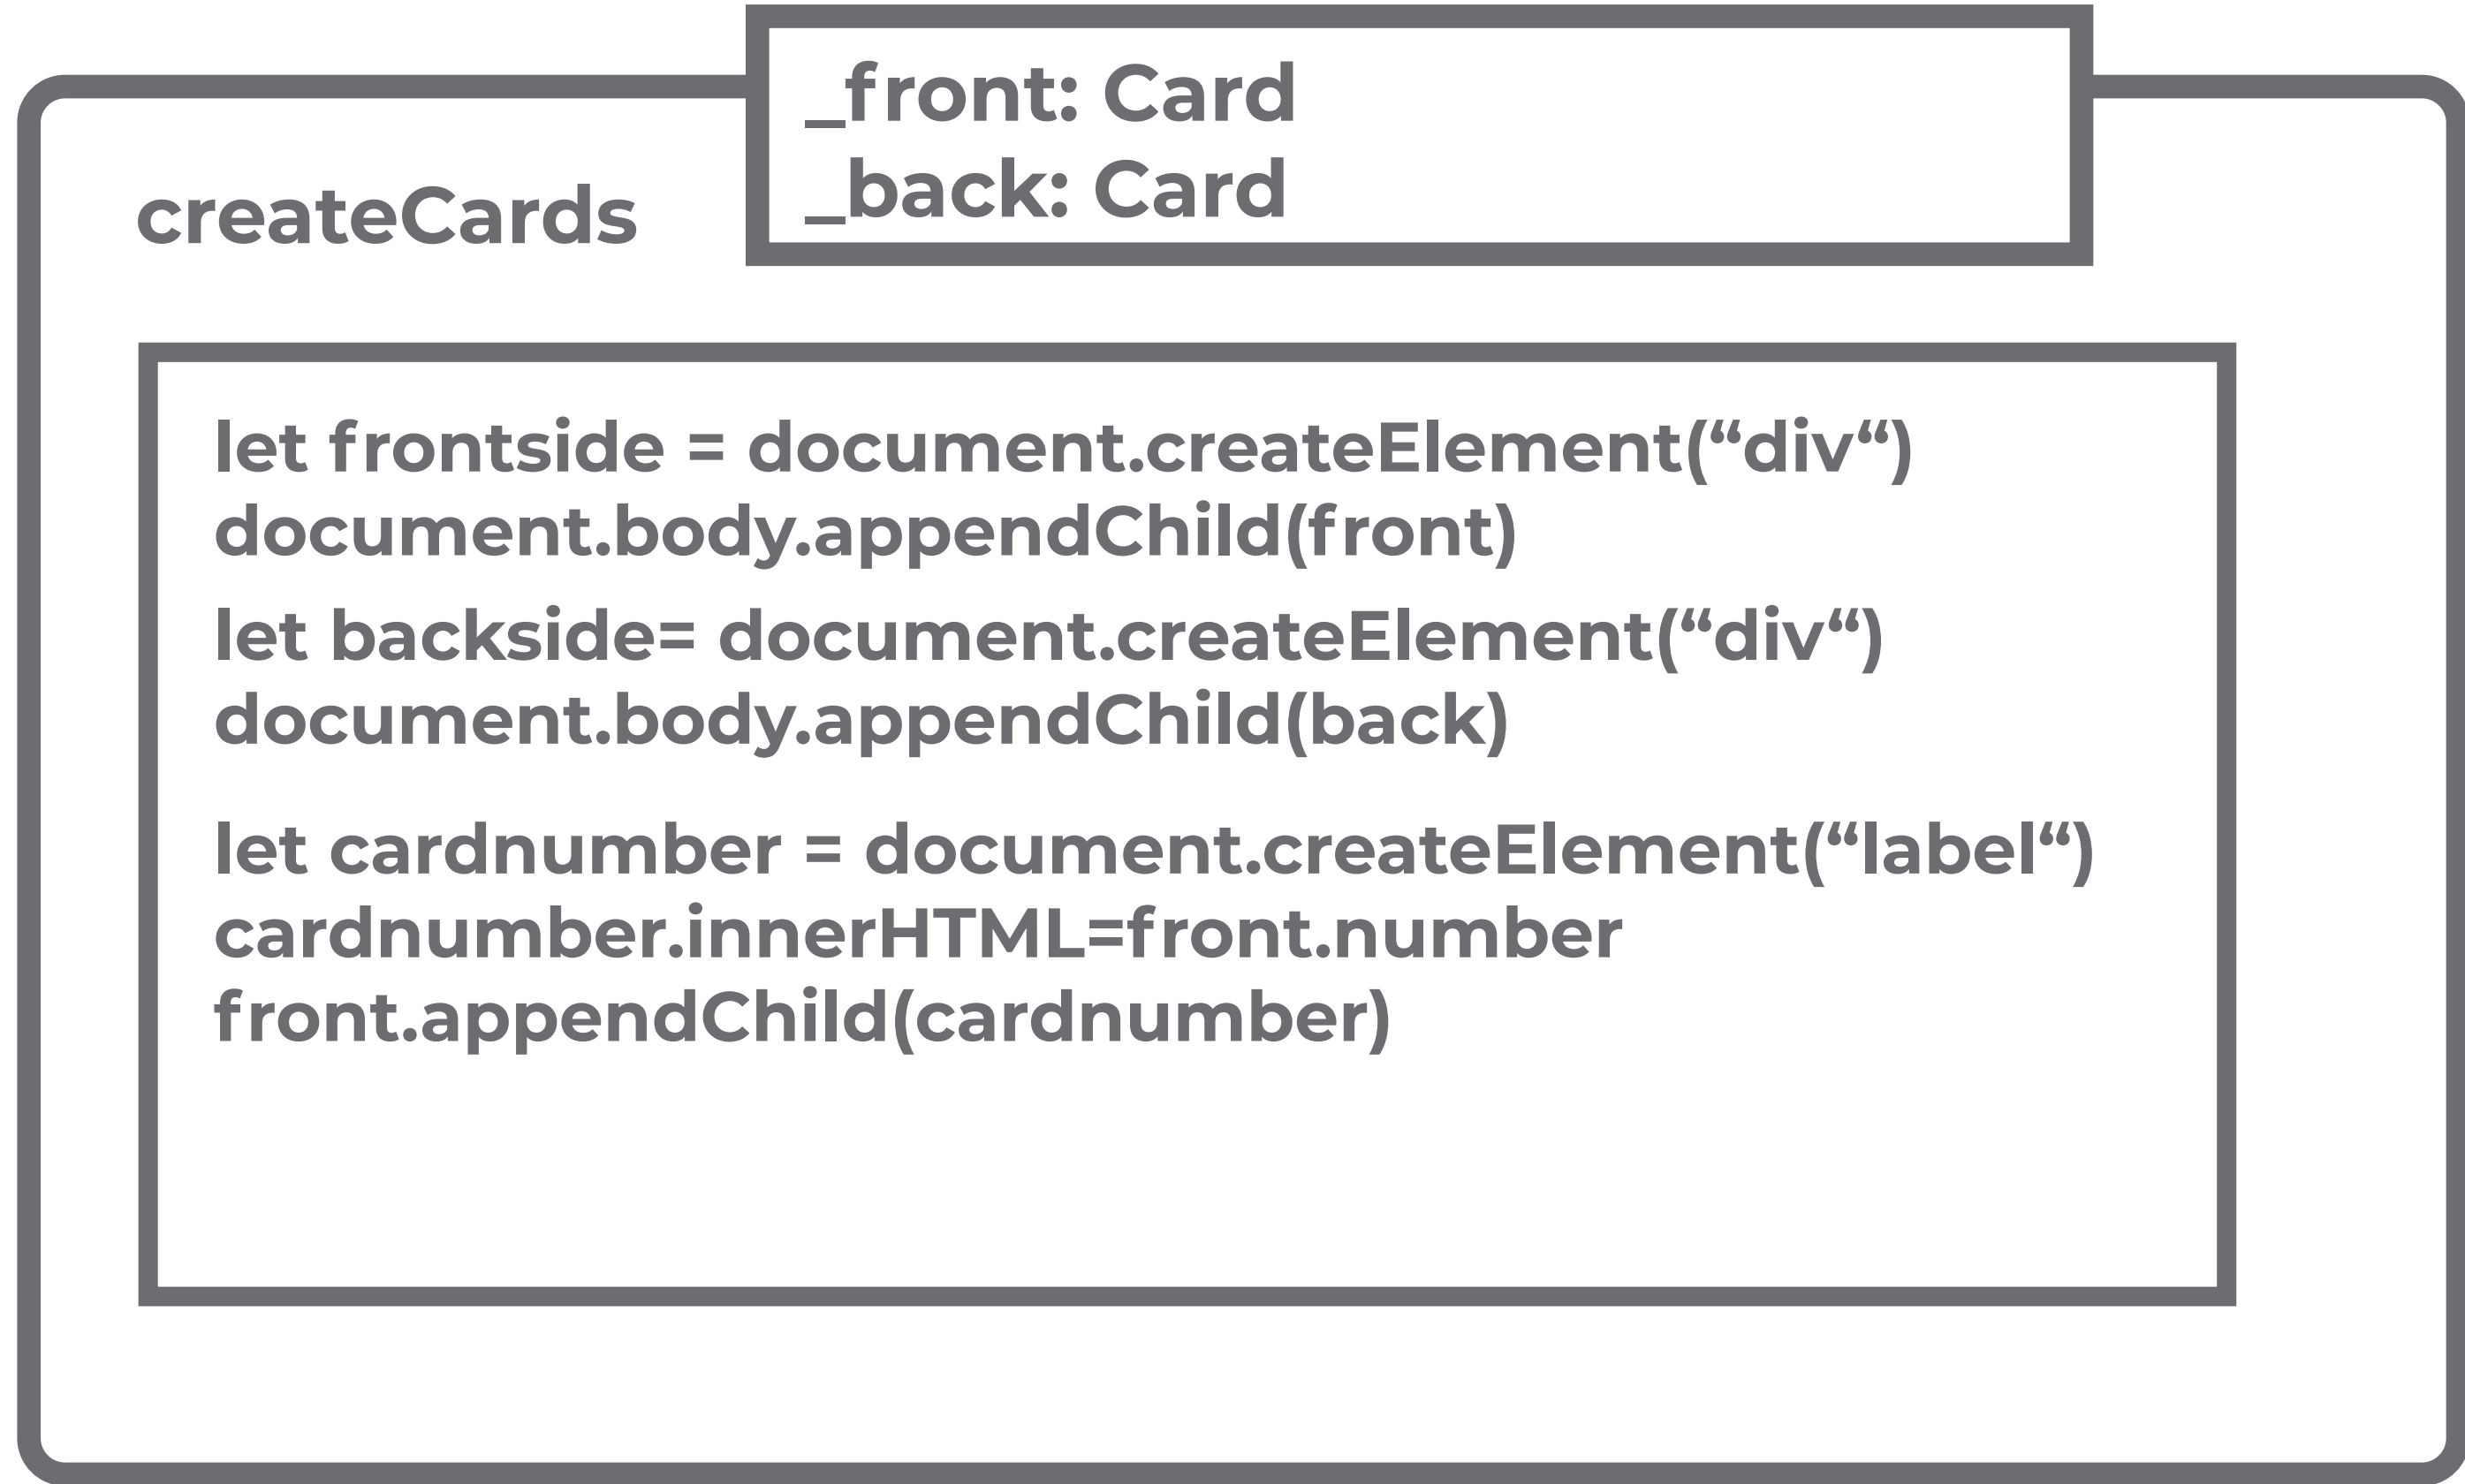 _front: Card
_back: Card
createCards
let frontside = document.createElement(“div“)
document.body.appendChild(front)
let backside= document.createElement(“div“)
document.body.appendChild(back)
let cardnumber = document.createElement(“label“)
cardnumber.innerHTML=front.number
front.appendChild(cardnumber)